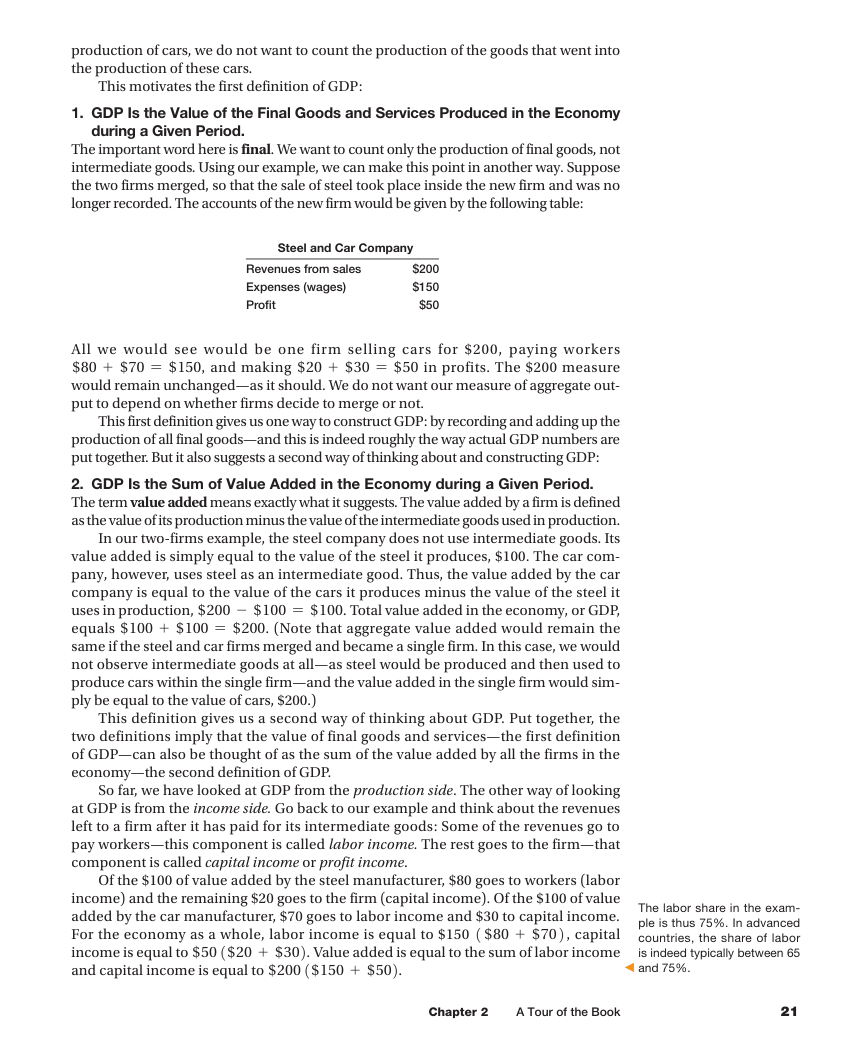 production of cars, we do not want to count the production of the goods that went into
the production of these cars.
This motivates the first definition of GDP:
1. GDP Is the Value of the Final Goods and Services Produced in the Economy
during a Given Period.
The important word here is final. We want to count only the production of final goods, not
intermediate goods. Using our example, we can make this point in another way. Suppose
the two firms merged, so that the sale of steel took place inside the new firm and was no
longer recorded. The accounts of the new firm would be given by the following table:
Steel and Car Company
Revenues from sales $200
Expenses (wages) $150
Profit $50
All we would see would be one firm selling cars for $200, paying workers
$80 + $70 = $150, and making $20 + $30 = $50 in profits. The $200 measure
would remain unchanged—as it should. We do not want our measure of aggregate out-
put to depend on whether firms decide to merge or not.
This first definition gives us one way to construct GDP: by recording and adding up the
production of all final goods—and this is indeed roughly the way actual GDP numbers are
put together. But it also suggests a second way of thinking about and constructing GDP:
2. GDP Is the Sum of Value Added in the Economy during a Given Period.
The term value added means exactly what it suggests. The value added by a firm is defined
as the value of its production minus the value of the intermediate goods used in production.
In our two-firms example, the steel company does not use intermediate goods. Its
value added is simply equal to the value of the steel it produces, $100. The car com-
pany, however, uses steel as an intermediate good. Thus, the value added by the car
company is equal to the value of the cars it produces minus the value of the steel it
uses in production, $200 − $100 = $100. Total value added in the economy, or GDP,
equals $100 + $100 = $200. (Note that aggregate value added would remain the
same if the steel and car firms merged and became a single firm. In this case, we would
not observe intermediate goods at all—as steel would be produced and then used to
produce cars within the single firm—and the value added in the single firm would sim-
ply be equal to the value of cars, $200.)
This definition gives us a second way of thinking about GDP. Put together, the
two definitions imply that the value of final goods and services—the first definition
of GDP—can also be thought of as the sum of the value added by all the firms in the
economy—the second definition of GDP.
So far, we have looked at GDP from the production side. The other way of looking
at GDP is from the income side. Go back to our example and think about the revenues
left to a firm after it has paid for its intermediate goods: Some of the revenues go to
pay workers—this component is called labor income. The rest goes to the firm—that
component is called capital income or profit income.
Of the $100 of value added by the steel manufacturer, $80 goes to workers (labor
income) and the remaining $20 goes to the firm (capital income). Of the $100 of value
added by the car manufacturer, $70 goes to labor income and $30 to capital income.
For the economy as a whole, labor income is equal to $150 ($80 + $70), capital
income is equal to $50 ($20 + $30). Value added is equal to the sum of labor income
and capital income is equal to $200 ($150 + $50).
The labor share in the exam-
ple is thus 75%. In advanced
countries, the share of labor
is indeed typically between 65
and 75%.
Chapter 2 A Tour of the Book 21